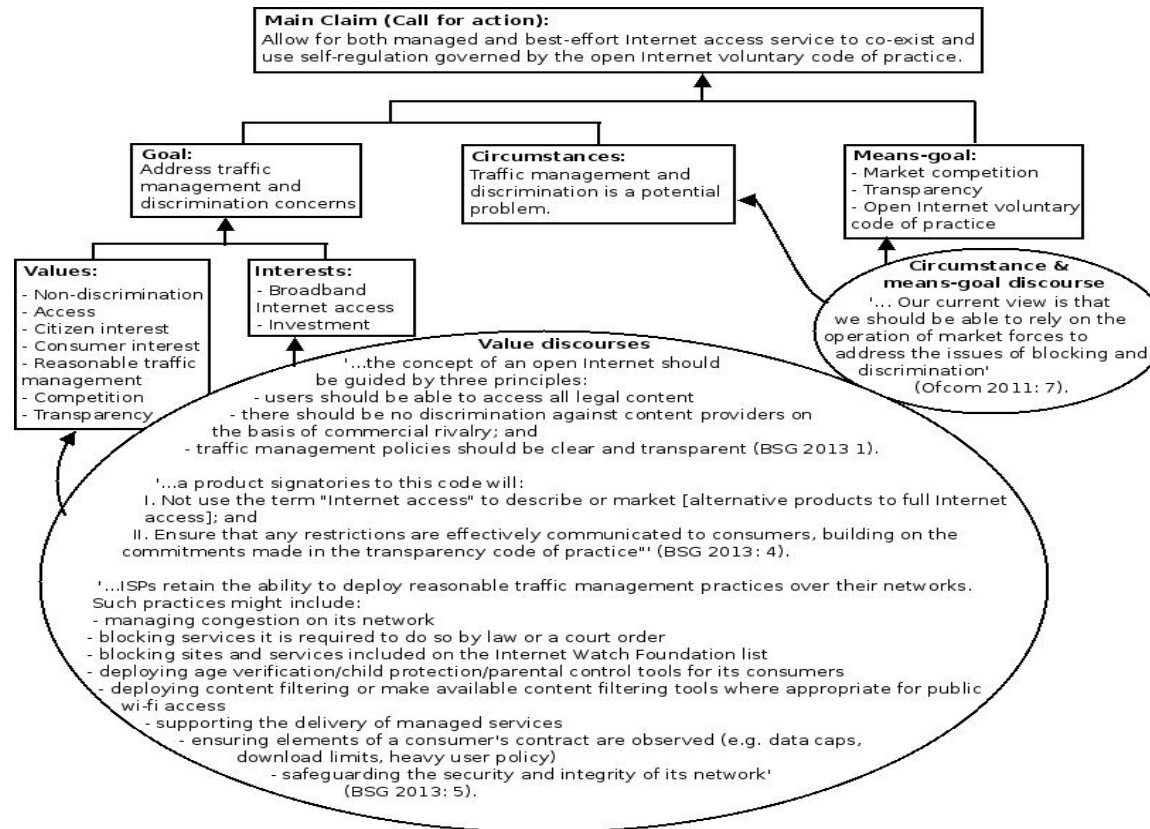 Main Claim (Call for action):
Allow for both managed and best-effort Internet access service to co-exist and
use self-regulation governed by the open Internet voluntary code of practice.
Goal:
Address traffic
management and
discrimination concerns
Circumstances:
Traffic management and
discrimination is a potential
problem.
Means-goal:
- Market competition
- Transparency
- Open Internet voluntary
code of practice
Values:
- Non-discrimination
- Access
- Citizen interest
- Consumer interest
- Reasonable traffic
management
- Competition
- Transparency
Interests:
- Broadband
Internet access
- Investment
Circumstance &
means-goal discourse
'... Our current view is that
we should be able to rely on the
operation of market forces to
address the issues of blocking and
discrimination'
(Ofcom 2011: 7).
Value discourses
'...the concept of an open Internet should
be guided by three principles:
- users should be able to access all legal content
- there should be no discrimination against content providers on
the basis of commercial rivalry; and
- traffic management policies should be clear and transparent (BSG 2013 1).
'...a product signatories to this code will:
I. Not use the term "Internet access" to describe or market [alternative products to full Internet
access]; and
II. Ensure that any restrictions are effectively communicated to consumers, building on the
commitments made in the transparency code of practice"' (BSG 2013: 4).
'...ISPs retain the ability to deploy reasonable traffic management practices over their networks.
Such practices might include:
- managing congestion on its network
- blocking services it is required to do so by law or a court order
- blocking sites and services included on the Internet Watch Foundation list
- deploying age verification/child protection/parental control tools for its consumers
- deploying content filtering or make available content filtering tools where appropriate for public
wi-fi access
- supporting the delivery of managed services
- ensuring elements of a consumer's contract are observed (e.g. data caps,
download limits, heavy user policy)
- safeguarding the security and integrity of its network'
(BSG 2013: 5).